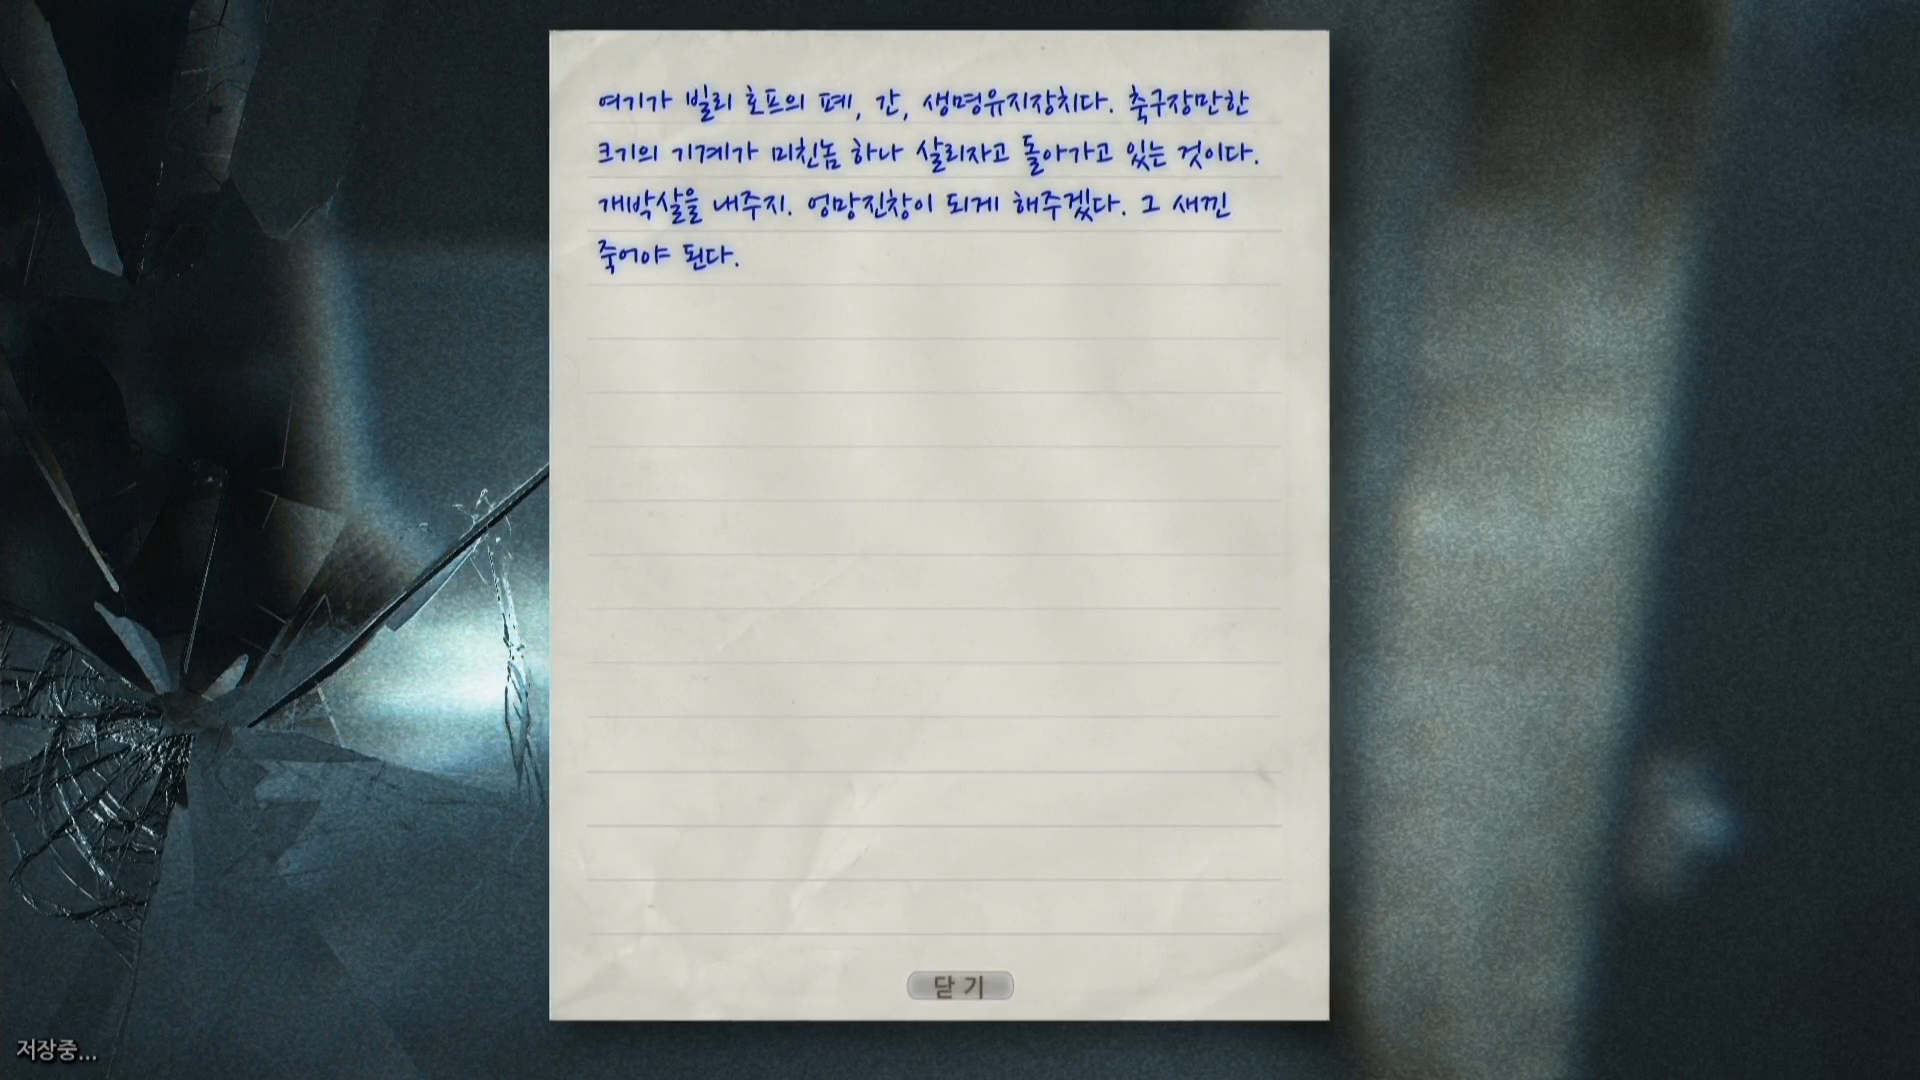 여기가 빌리 호프의 폐, 간, 생명유지장치다. 축구장만한
크기의 기계가 미친놈 하나 살리자고 돌아가고 있는 것이다.
개박살을 내주지. 엉망진창이 되게 해주겠다. 그 새낀
죽어야 된다.
닫기
저장중...